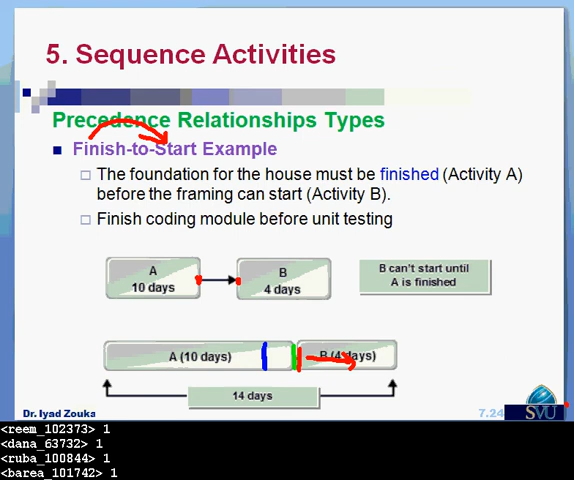 5. Sequence Activities
Precedence Relationships Types
Finish-to-Start Example
The foundation for the house must be finished (Activity A)
before the framing can start (Activity B).
Finish coding module before unit testing
A
10 days
B
4 days
B can't start until
A is finished
A (10 days)
B (4 days)
14 days
Dr. Iyad Zouka
7.24
SVU
<reem_102373> 1
<dana_63732> 1
<ruba_100844> 1
<barea_101742> 1